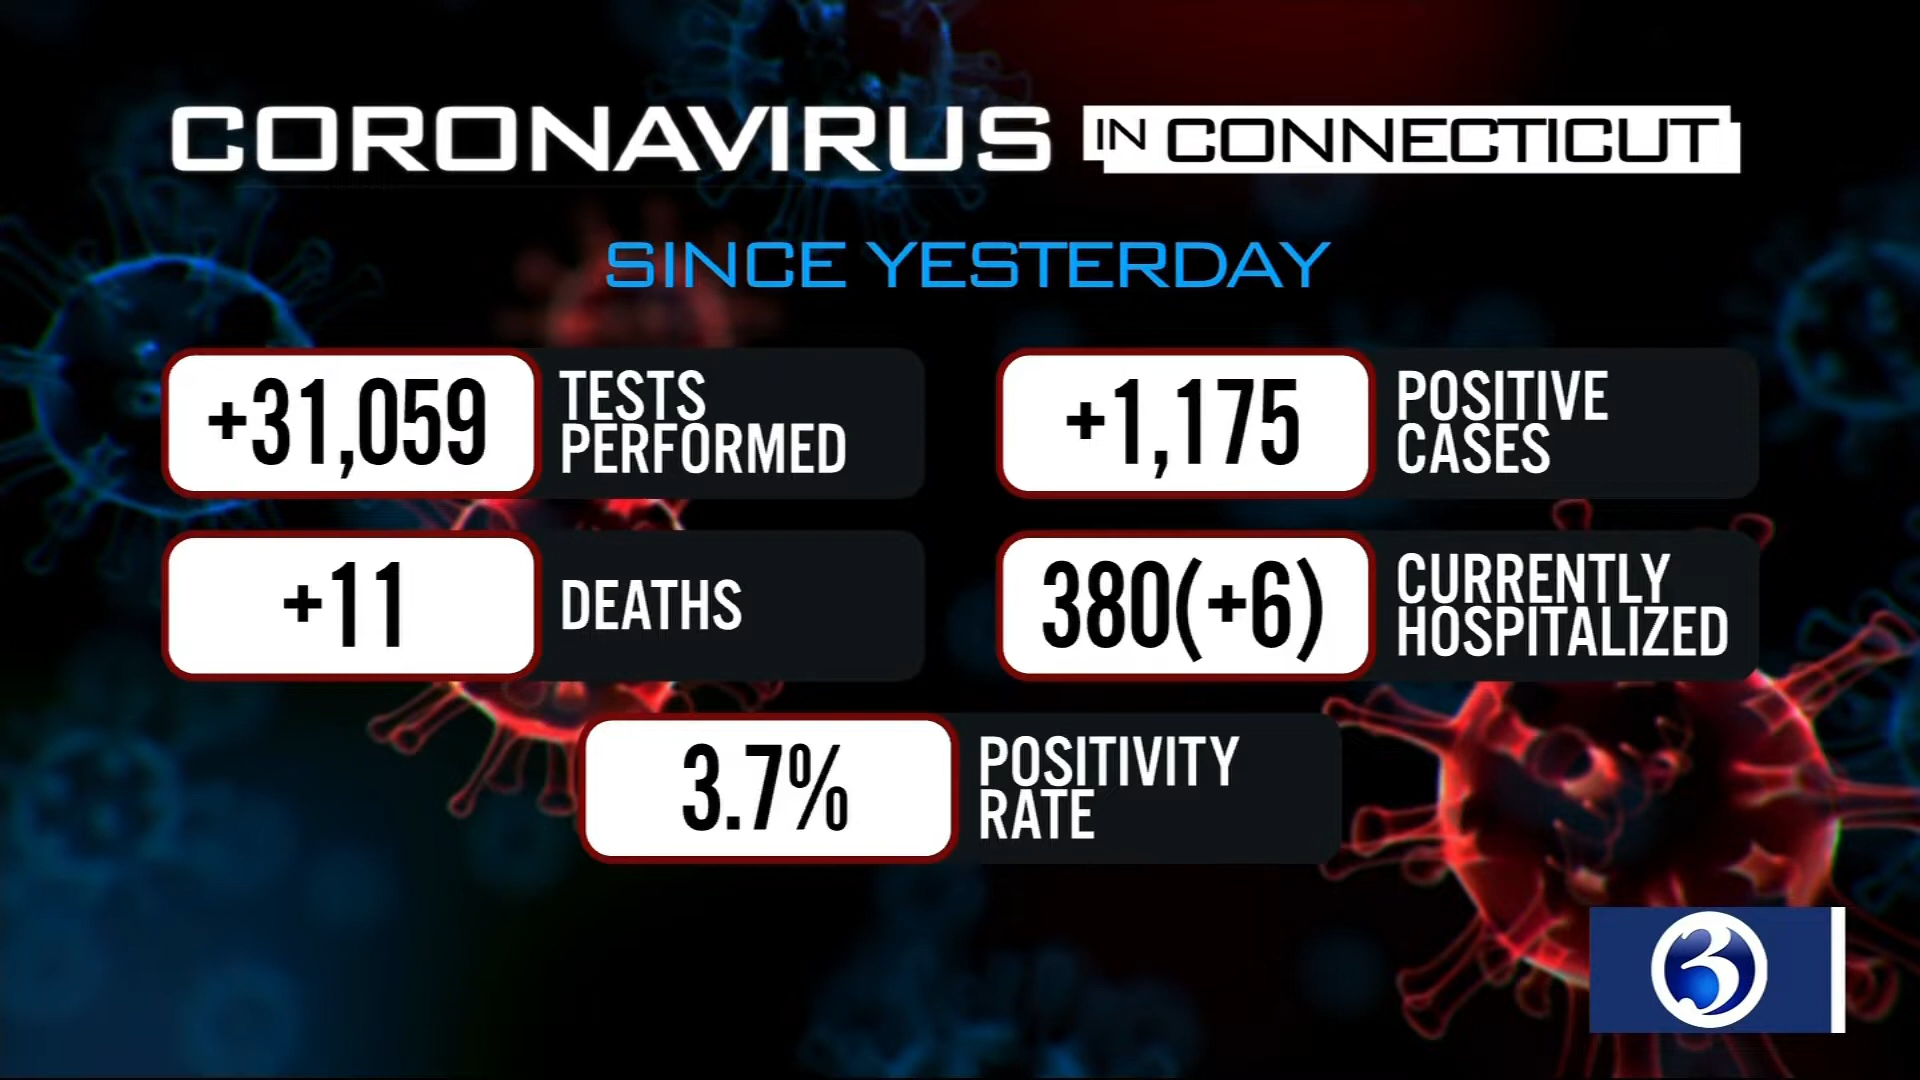 CORONAVIRUS IN CONNECTICUT
SINCE YESTERDAY
+31,059
TESTS
PERFORMED
+1,175
POSITIVE
CASES
+11
DEATHS
380(+6)
CURRENTLY
HOSPITALIZED
3.7%
POSITIVITY
RATE
3